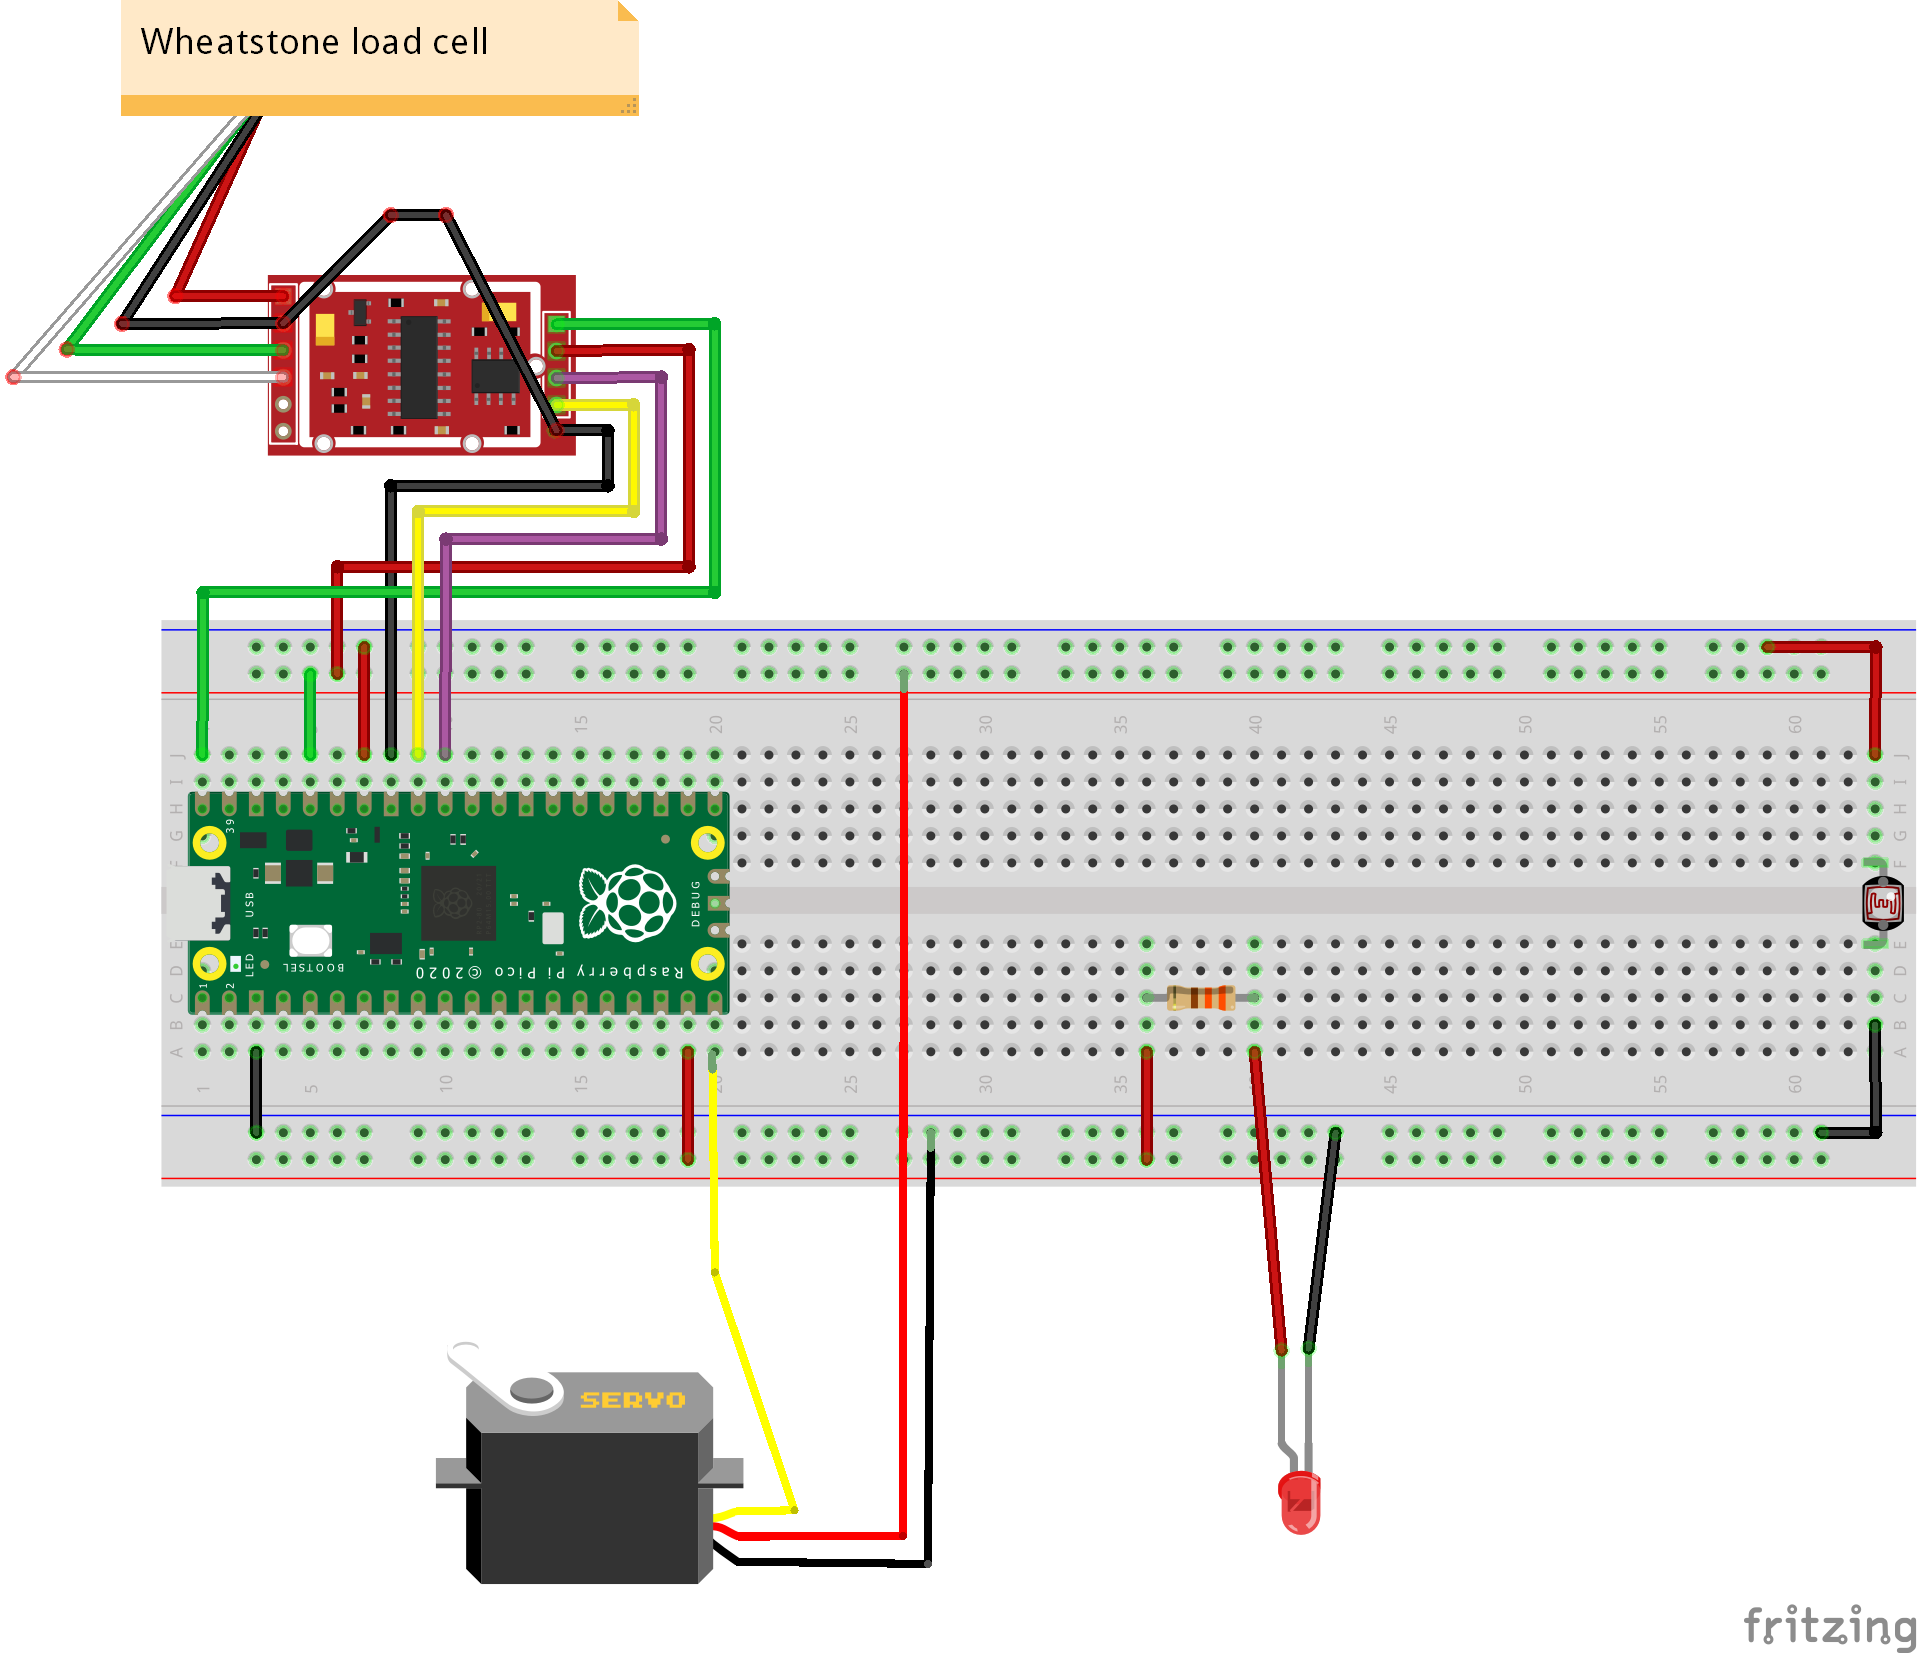 Wheatstone load cell
15 20 25 30 35 40 45 50 55 60
J J
I I
H H
G G
F F
39
USB
DEBUG
LED
BOOTSEL
Raspberry Pi Pico © 2020
1 2
E E
D D
C C
B B
A A
1 5 10 15 20 25 30 35 45 50 55 60
SERVO
fritzing